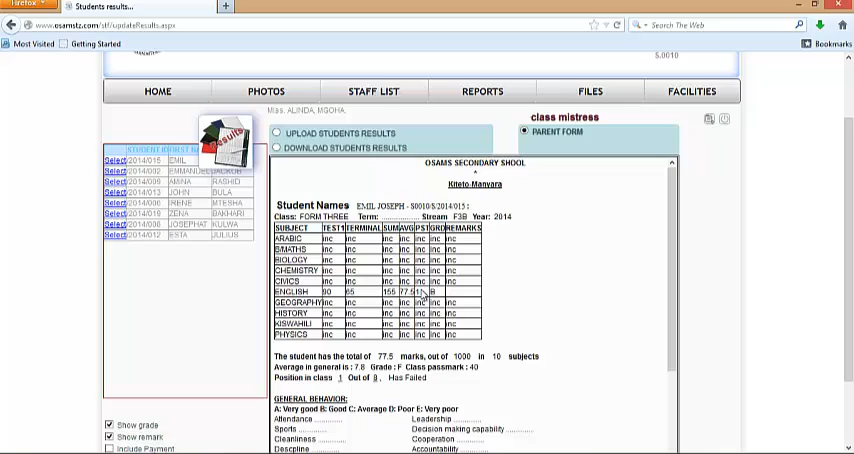 Firefox
Students results...
+
www.osamstz.com/stf/updateResults.aspx
Search The Web
Most Visited
Getting Started
Bookmarks
S.0010
HOME
PHOTOS
STAFF LIST
REPORTS
FILES
FACILITIES
Miss. ALINDA, MGOHA.
class mistress
UPLOAD STUDENTS RESULTS
DOWNLOAD STUDENTS RESULTS
PARENT FORM
Results
STUDENT ID FIRST
Select 2014/015 EMIL
Select 2014/002 EMMANUEL JACKOB
Select 2014/009 AMINA RASHID
Select 2014/013 JOHN BULA
Select 2014/006 IRENE MTESHA
Select 2014/019 ZENA BAKHARI
Select 2014/008 JOSEPHAT KULWA
Select 2014/012 ESTA JULIUS
OSAMS SECONDARY SHOOL
*
Kiteto-Manyara
Student Names EMIL JOSEPH - S0010/S/2014/015 :
Class: FORM THREE Term: .................. Stream F3B Year: 2014
SUBJECT TEST1 TERMINAL SUM AVG PST GRD REMARKS
ARABIC inc inc inc inc inc inc inc
B/MATHS inc inc inc inc inc inc inc
BIOLOGY inc inc inc inc inc inc inc
CHEMISTRY inc inc inc inc inc inc inc
CIVICS inc inc inc inc inc inc inc
ENGLISH 90 65 155 77.5 1 B
GEOGRAPHY inc inc inc inc inc inc inc
HISTORY inc inc inc inc inc inc inc
KISWAHILI inc inc inc inc inc inc inc
PHYSICS inc inc inc inc inc inc inc
The student has the total of 77.5 marks, out of 1000 in 10 subjects
Average in general is : 7.8 Grade : F Class passmark : 40
Position in class 1 Out of 8 , Has Failed
GENERAL BEHAVIOR:
A: Very good B: Good C: Average D: Poor E: Very poor
Attendance ............ Leadership ..................
Sports .................. Decision making capability ............
Cleanliness ............ Cooperation ..................
Descpline ............ Accountability ..................
Show grade
Show remark
Include Payment